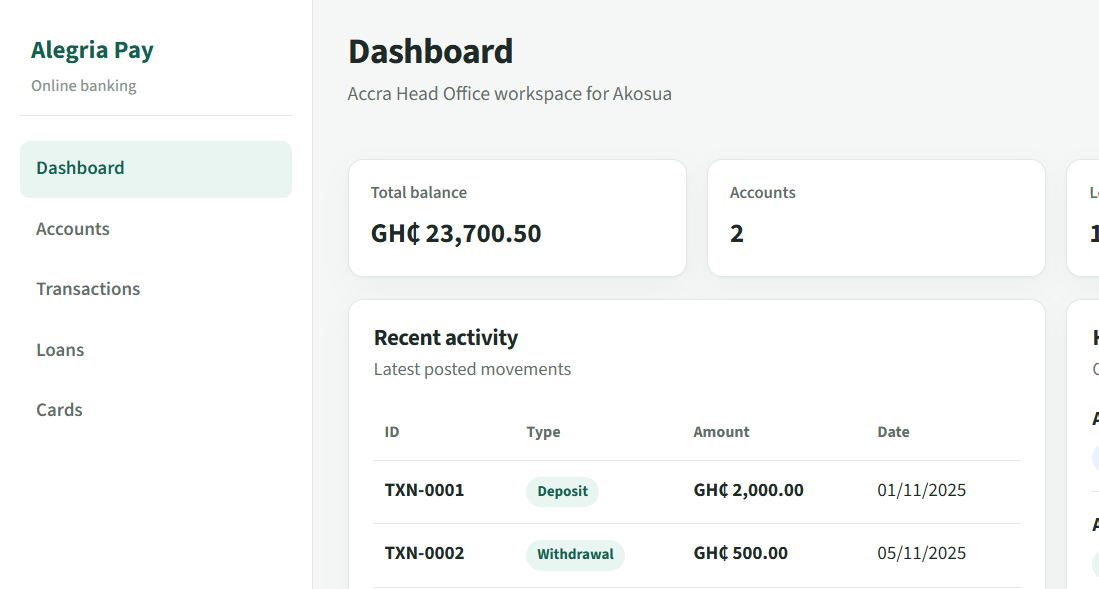 Alegria Pay
Online banking
Dashboard
Accounts
Transactions
Loans
Cards
Dashboard
Accra Head Office workspace for Akosua
Total balance
GH₵ 23,700.50
Accounts
2
Recent activity
Latest posted movements
ID Type Amount Date
TXN-0001 Deposit GH₵ 2,000.00 01/11/2025
TXN-0002 Withdrawal GH₵ 500.00 05/11/2025